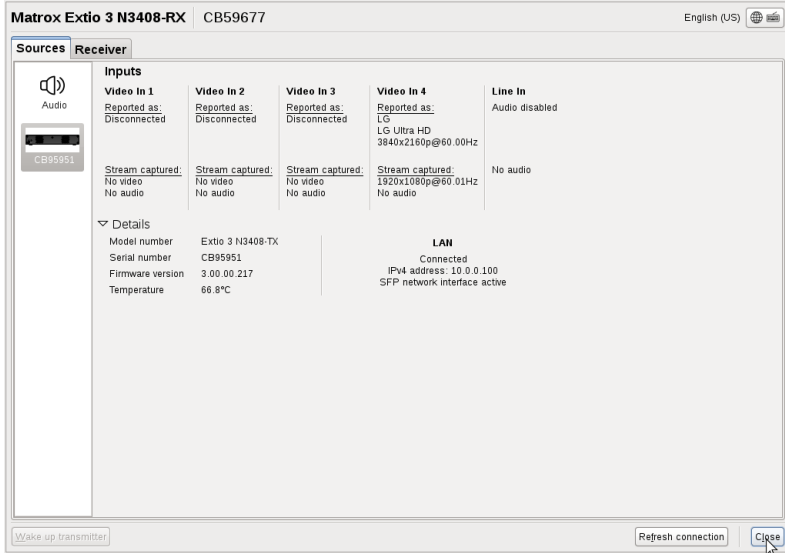 Matrox Extio 3 N3408-RX CB59677
English (US)
Sources
Receiver
Audio
CB95951
Inputs
Video In 1
Reported as:
Disconnected
Stream captured:
No video
No audio
Video In 2
Reported as:
Disconnected
Stream captured:
No video
No audio
Video In 3
Reported as:
Disconnected
Stream captured:
No video
No audio
Video In 4
Reported as:
LG
LG Ultra HD
3840x2160p@60.00Hz
Stream captured:
1920x1080p@60.01Hz
No audio
Line In
Audio disabled
No audio
Details
Model number Extio 3 N3408-TX
Serial number CB95951
Firmware version 3.00.00.217
Temperature 66.8°C
LAN
Connected
IPv4 address: 10.0.0.100
SFP network interface active
Wake up transmitter
Refresh connection
Close